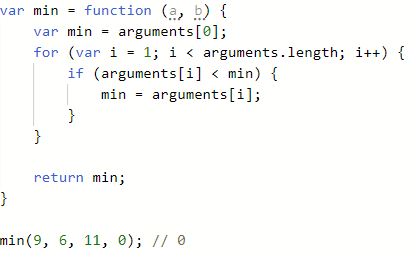 var min = function (a, b) {
    var min = arguments[0];
    for (var i = 1; i < arguments.length; i++) {
        if (arguments[i] < min) {
            min = arguments[i];
        }
    }

    return min;
}

min(9, 6, 11, 0); // 0